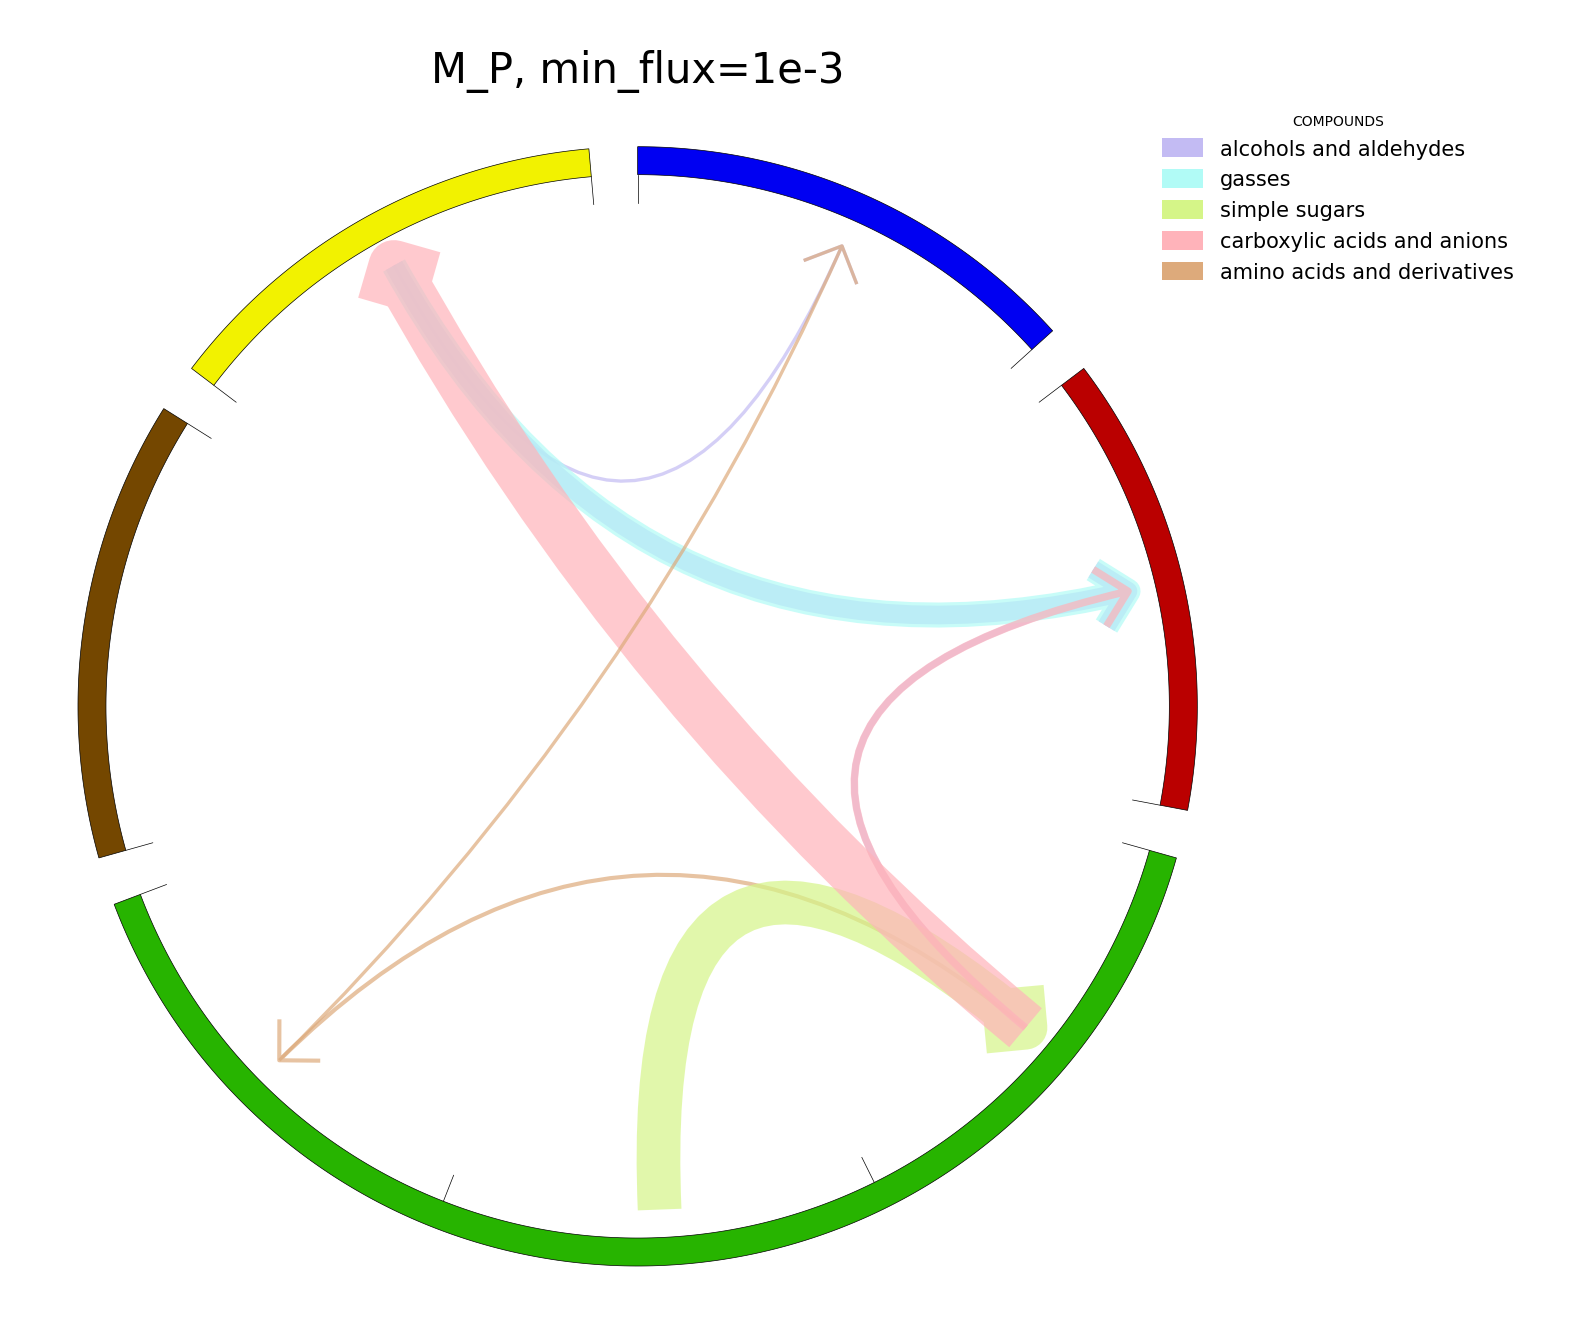 M_P, min_flux=1e-3
COMPOUNDS
alcohols and aldehydes
gasses
simple sugars
carboxylic acids and anions
amino acids and derivatives